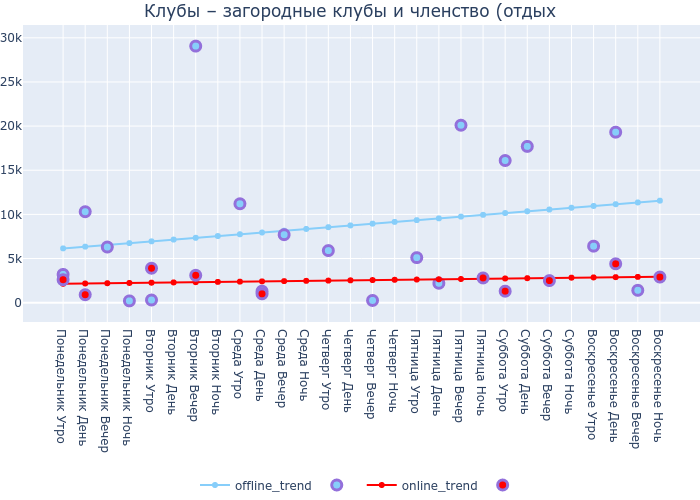 Клубы – загородные клубы и членство (отдых
30k
25k
20k
15k
10k
5k
0
Понедельник Утро
Понедельник День
Понедельник Вечер
Понедельник Ночь
Вторник Утро
Вторник День
Вторник Вечер
Вторник Ночь
Среда Утро
Среда День
Среда Вечер
Среда Ночь
Четверг Утро
Четверг День
Четверг Вечер
Четверг Ночь
Пятница Утро
Пятница День
Пятница Вечер
Пятница Ночь
Суббота Утро
Суббота День
Суббота Вечер
Суббота Ночь
Воскресенье Утро
Воскресенье День
Воскресенье Вечер
Воскресенье Ночь
offline_trend
online_trend